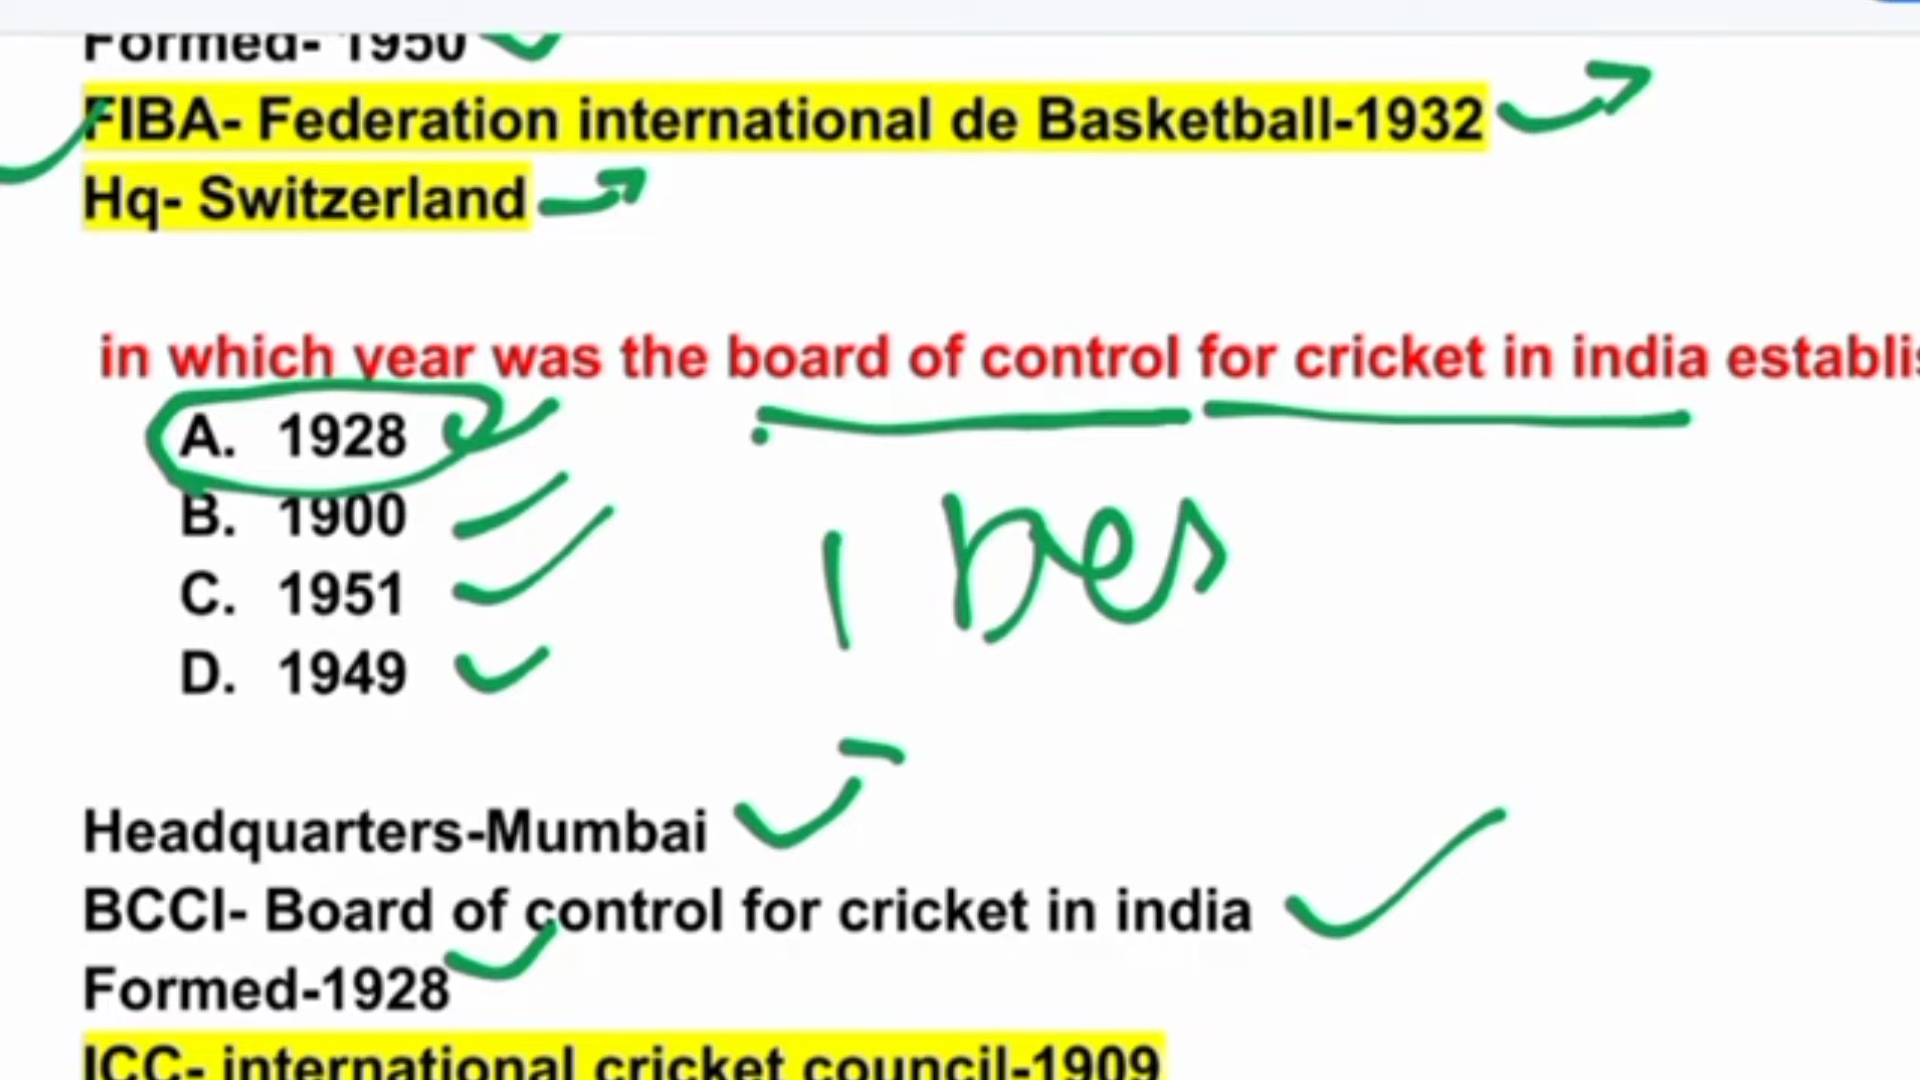 Formed- 1950
FIBA- Federation international de Basketball-1932
Hq- Switzerland
in which year was the board of control for cricket in india
A. 1928
B. 1900
C. 1951
D. 1949
Headquarters-Mumbai
BCCI- Board of control for cricket in india
Formed-1928
ICC- international cricket council-1909